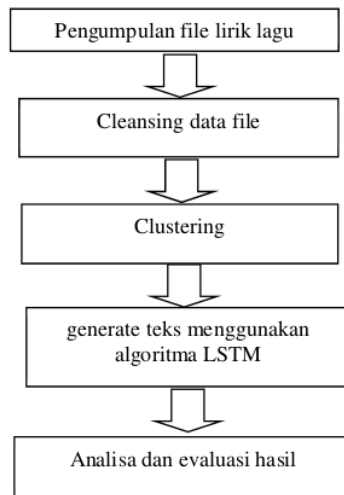 Pengumpulan file lirik lagu
Cleansing data file
Clustering
generate teks menggunakan
algoritma LSTM
Analisa dan evaluasi hasil